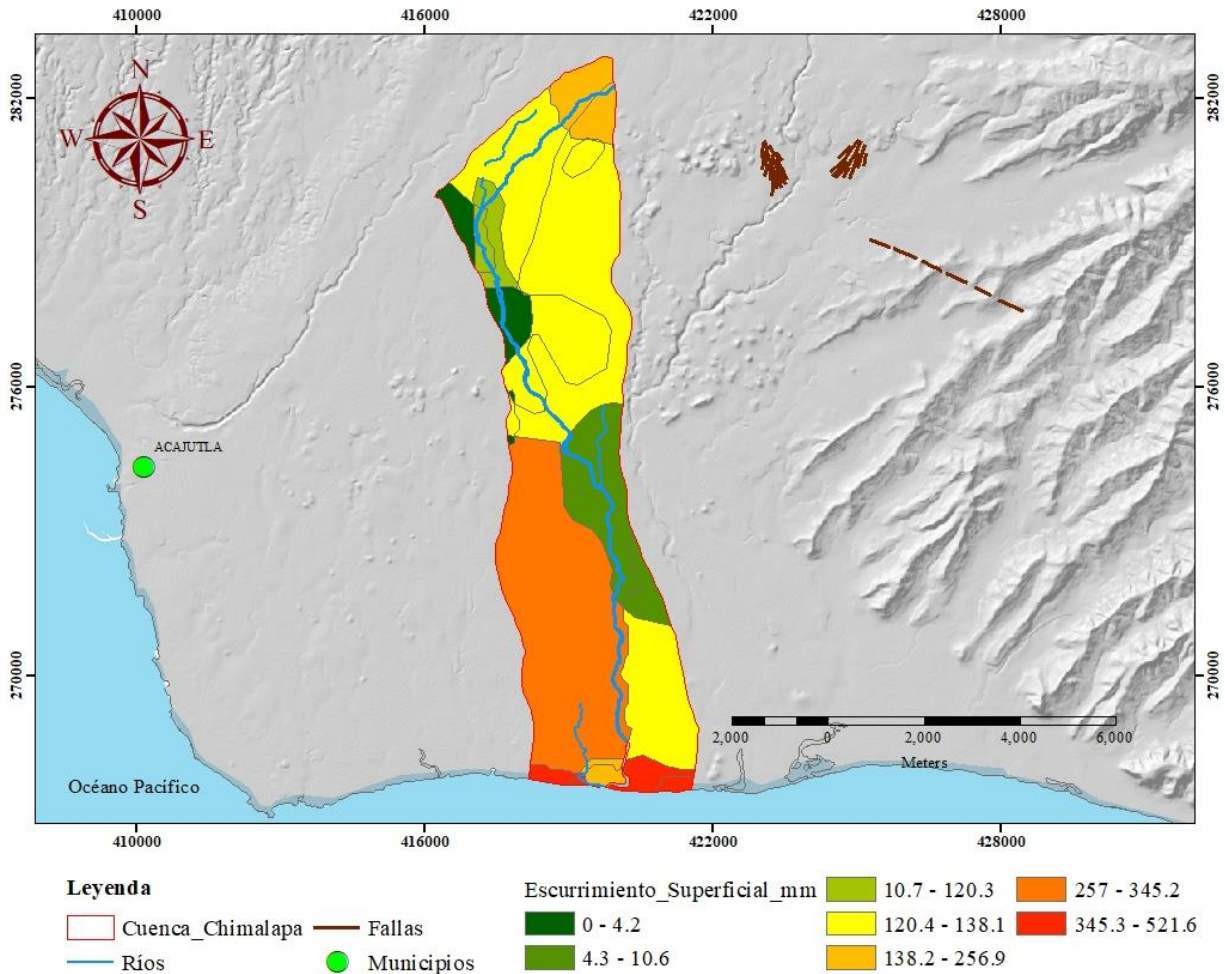 410000 416000 422000 428000
282000 282000
N
W E
S
276000 276000
ACAJUTLA
270000 270000
2,000 0 2,000 4,000 6,000
Meters
Océano Pacifico
410000 416000 422000 428000
Leyenda
Cuenca_Chimalapa
Fallas
Ríos
Municipios
Escurrimiento_Superficial_mm
0 - 4.2
4.3 - 10.6
10.7 - 120.3
120.4 - 138.1
138.2 - 256.9
257 - 345.2
345.3 - 521.6